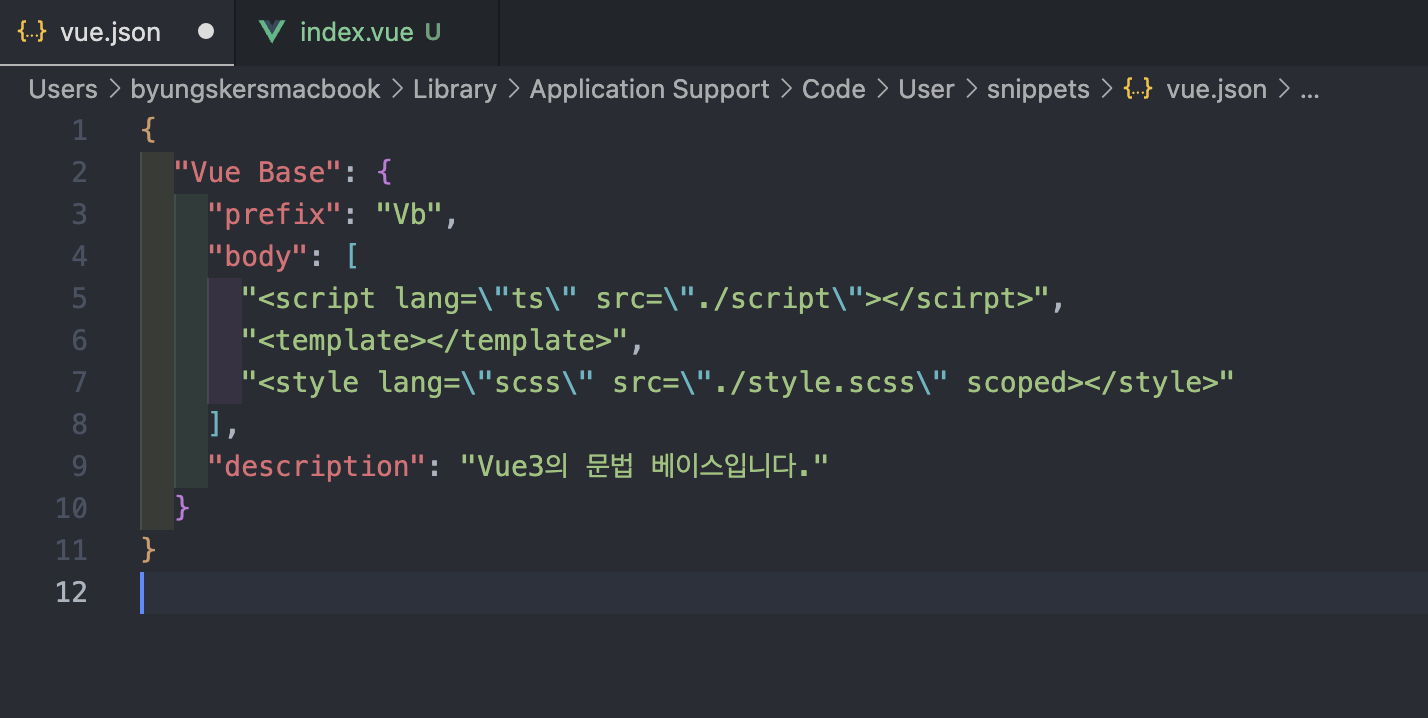 {..} vue.json ● index.vue U
Users > byungskersmacbook > Library > Application Support > Code > User > snippets > {..} vue.json > ...
1 {
2 "Vue Base": {
3 "prefix": "Vb",
4 "body": [
5 "<script lang=\"ts\" src=\"./script\"></scirpt>",
6 "<template></template>",
7 "<style lang=\"scss\" src=\"./style.scss\" scoped></style>"
8 ],
9 "description": "Vue3의 문법 베이스입니다."
10 }
11 }
12